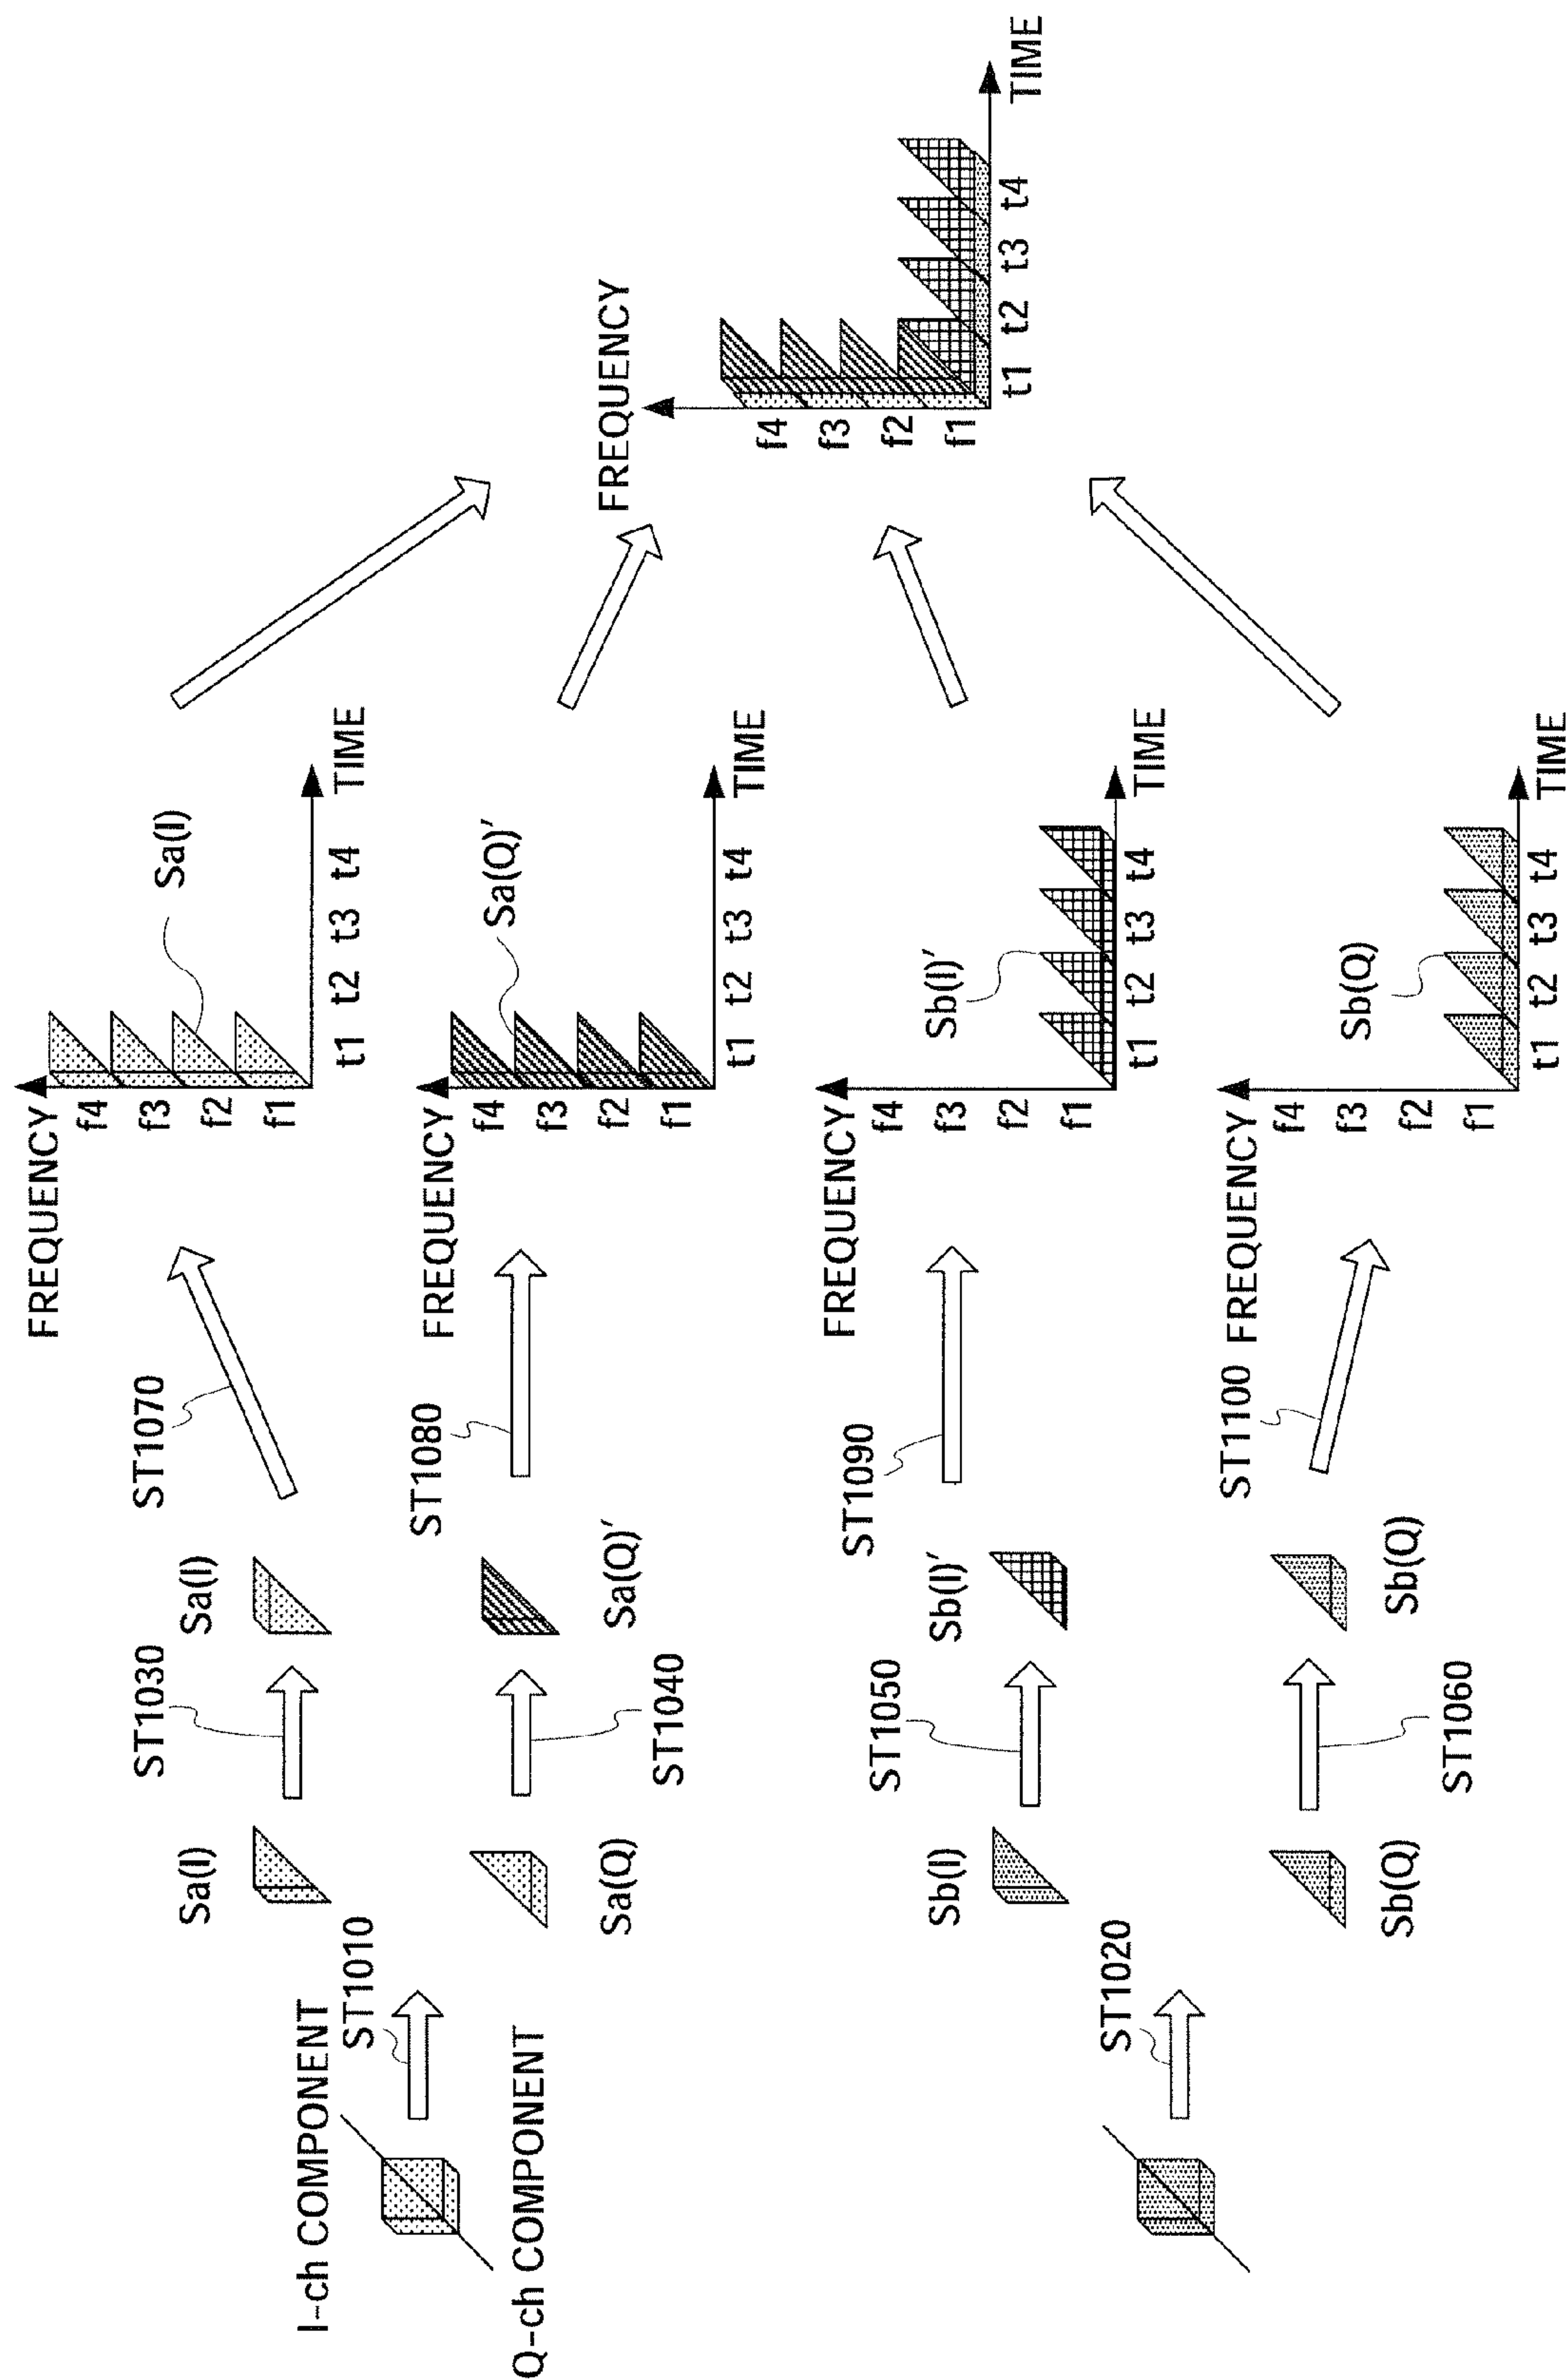 I-ch COMPONENT
Q-ch COMPONENT
ST1010
Sa(I)
Sa(Q)
ST1030
ST1040
Sa(I)
Sa(Q)′
ST1070
ST1080
FREQUENCY
f4
f3
f2
f1
t1 t2 t3 t4
TIME
Sa(I)
FREQUENCY
f4
f3
f2
f1
t1 t2 t3 t4
TIME
Sa(Q)′
ST1020
Sb(I)
Sb(Q)
ST1050
ST1060
Sb(I)′
Sb(Q)
ST1090
ST1100
FREQUENCY
f4
f3
f2
f1
t1 t2 t3 t4
TIME
Sb(I)′
FREQUENCY
f4
f3
f2
f1
t1 t2 t3 t4
TIME
Sb(Q)
FREQUENCY
f4
f3
f2
f1
t1 t2 t3 t4
TIME